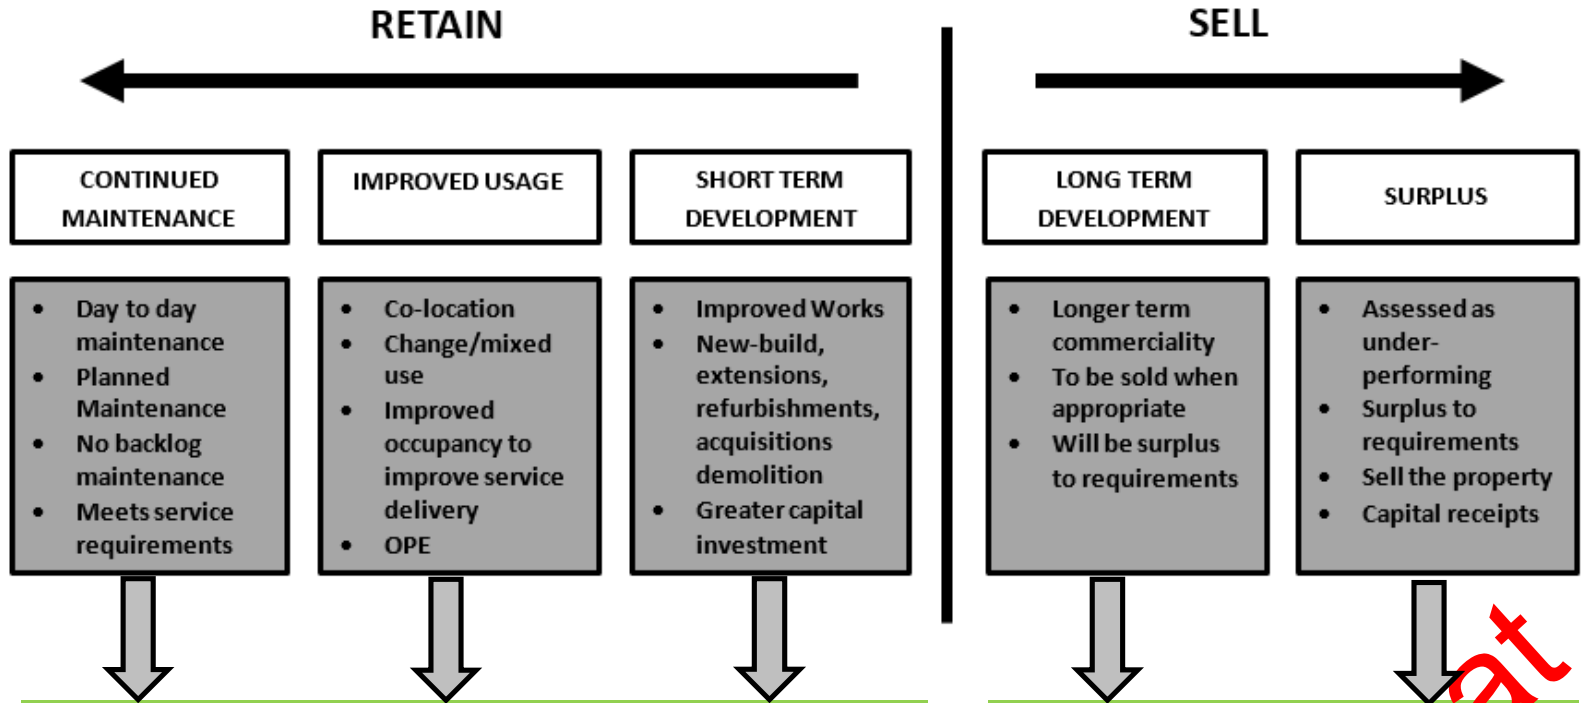 RETAIN
SELL
CONTINUED
MAINTENANCE
IMPROVED USAGE
SHORT TERM
DEVELOPMENT
LONG TERM
DEVELOPMENT
SURPLUS
• Day to day
maintenance
• Planned
Maintenance
• No backlog
maintenance
• Meets service
requirements
• Co-location
• Change/mixed
use
• Improved
occupancy to
improve service
delivery
• OPE
• Improved Works
• New-build,
extensions,
refurbishments,
acquisitions
demolition
• Greater capital
investment
• Longer term
commerciality
• To be sold when
appropriate
• Will be surplus
to requirements
• Assessed as
under-
performing
• Surplus to
requirements
• Sell the property
• Capital receipts